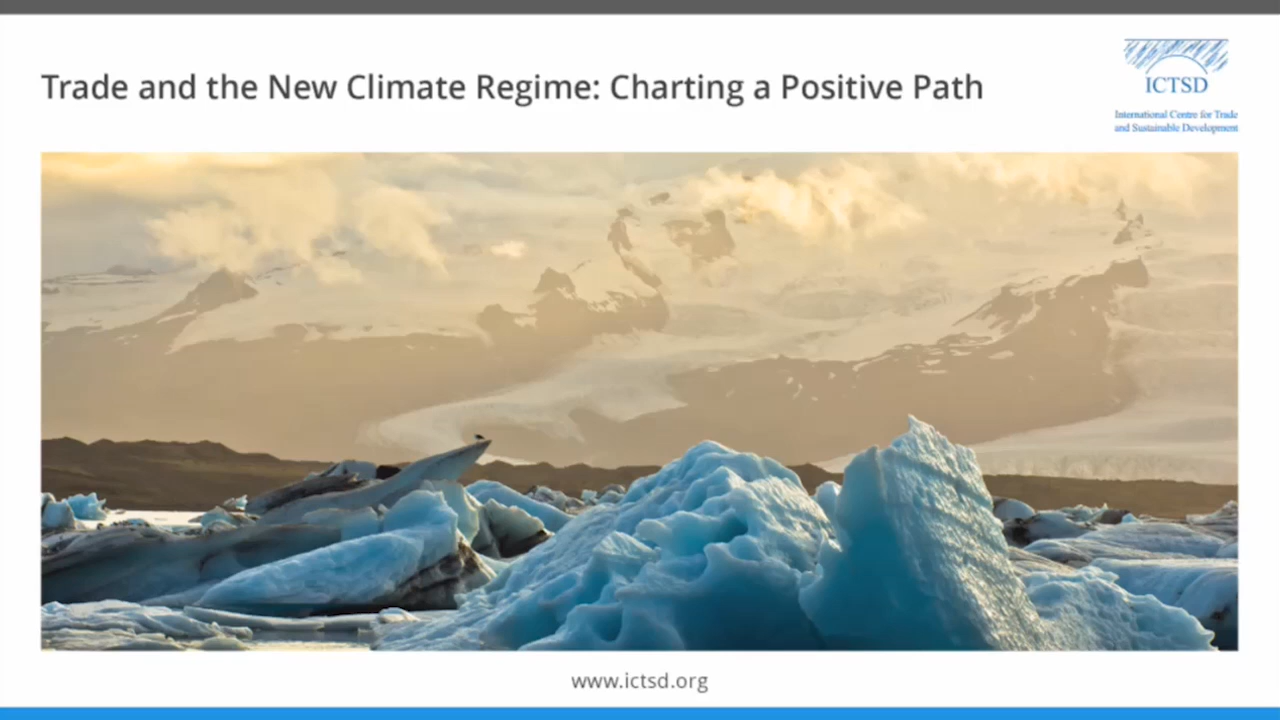 Trade and the New Climate Regime: Charting a Positive Path
ICTSD
International Centre for Trade
and Sustainable Development
www.ictsd.org